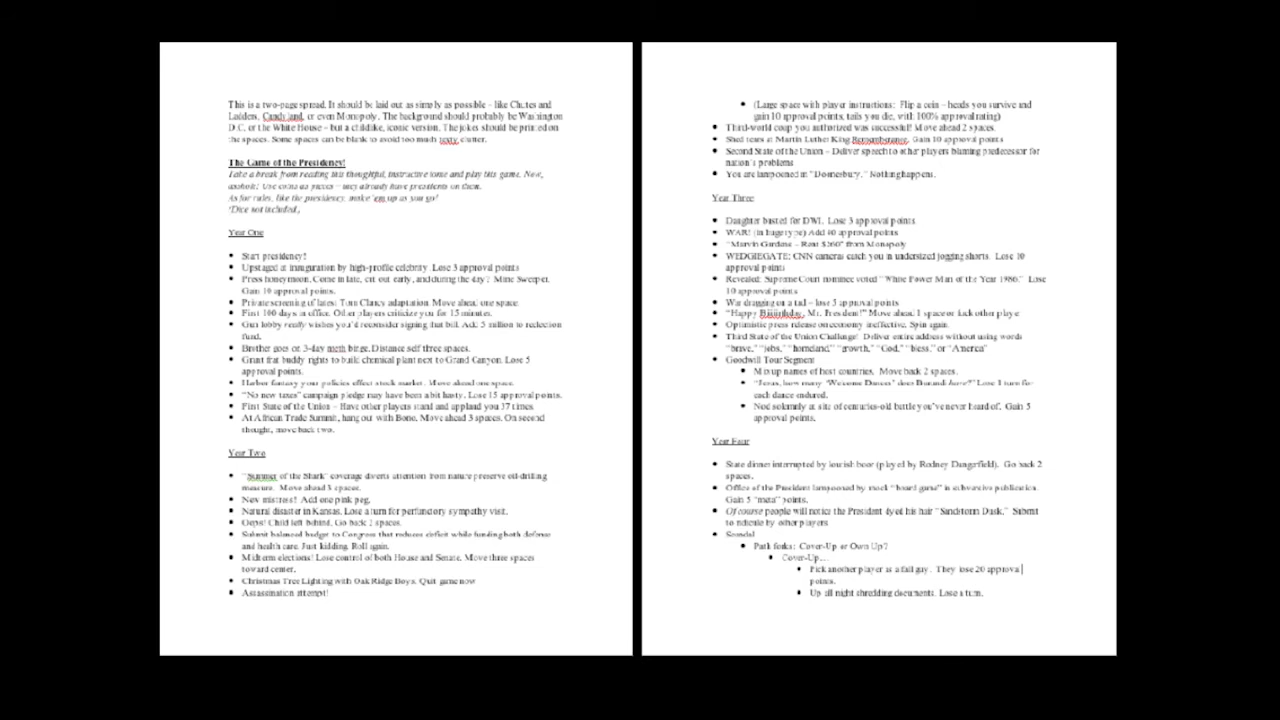 This is a two-page spread. It should be laid out as simply as possible – like Chutes and
Ladders, Candyland, or even Monopoly. The background should probably be Washington
D.C. or the White House – but a childlike, iconic version. The jokes should be printed on
the spaces. Some spaces can be blank to avoid too much texty clutter.
The Game of the Presidency!
Take a break from reading this thoughtful, instructive tome and play this game. Now,
asshole! Use coins as pieces – they already have presidents on them.
As for rules, like the presidency, make 'em up as you go!
(Dice not included.)
Year One
• Start presidency!
• Upstaged at inauguration by high-profile celebrity. Lose 3 approval points
• Press honeymoon. Come in late, cut out early, and during the day? Mine Sweeper.
Gain 10 approval points.
• Private screening of latest Tom Clancy adaptation. Move ahead one space.
• First 100 days in office. Other players criticize you for 15 minutes.
• Gun lobby really wishes you'd reconsider signing that bill. Add 5 million to reelection
fund.
• Brother goes on 3-day meth binge. Distance self three spaces.
• Grant frat buddy rights to build chemical plant next to Grand Canyon. Lose 5
approval points.
• Harbor fantasy your policies effect stock market. Move ahead one space.
• "No new taxes" campaign pledge may have been a bit hasty. Lose 15 approval points.
• First State of the Union – Have other players stand and applaud you 37 times.
• At African Trade Summit, hang out with Bono. Move ahead 3 spaces. On second
thought, move back two.
Year Two
• "Summer of the Shark" coverage diverts attention from nature preserve oil-drilling
measure. Move ahead 3 spaces.
• New mistress! Add one pink peg.
• Natural disaster in Kansas. Lose a turn for perfunctory sympathy visit.
• Oops! Child left behind. Go back 2 spaces.
• Submit balanced budget to Congress that reduces deficit while funding both defense
and health care. Just kidding. Roll again.
• Midterm elections! Lose control of both House and Senate. Move three spaces
toward center.
• Christmas Tree Lighting with Oak Ridge Boys. Quit game now
• Assassination attempt!
• (Large space with player instructions: Flip a coin – heads you survive and
gain 10 approval points, tails you die, with 100% approval rating)
• Third-world coup you authorized was successful! Move ahead 2 spaces.
• Shed tears at Martin Luther King Rememberance. Gain 10 approval points
• Second State of the Union – Deliver speech to other players blaming predecessor for
nation's problems
• You are lampooned in "Doonesbury." Nothing happens.
Year Three
• Daughter busted for DWI. Lose 3 approval points.
• WAR! (in huge type) Add 40 approval points
• "Marvin Gardens – Rent $260" from Monopoly
• WEDGIEGATE: CNN cameras catch you in undersized jogging shorts. Lose 10
approval points
• Revealed: Supreme Court nominee voted "White Power Man of the Year 1986." Lose
10 approval points
• War dragging on a tad – lose 5 approval points
• "Happy Biiiirthday, Mr. President!" Move ahead 1 space or fuck other player
• Optimistic press release on economy ineffective. Spin again.
• Third State of the Union Challenge! Deliver entire address without using words
"brave," "jobs," "homeland," "growth," "God," "bless," or "America"
• Goodwill Tour Segment
• Mix up names of host countries. Move back 2 spaces.
• "Jesus, how many 'Welcome Dances' does Burundi have?" Lose 1 turn for
each dance endured.
• Nod solemnly at site of centuries-old battle you've never heard of. Gain 5
approval points.
Year Four
• State dinner interrupted by loutish boor (played by Rodney Dangerfield). Go back 2
spaces.
• Office of the President lampooned by mock "board game" in subversive publication.
Gain 5 "meta" points.
• Of course people will notice the President dyed his hair "Sandstorm Dusk." Submit
to ridicule by other players
• Scandal
• Path forks: Cover-Up or Own Up?
• Cover-Up…
• Pick another player as a fall guy. They lose 20 approval
points.
• Up all night shredding documents. Lose a turn.